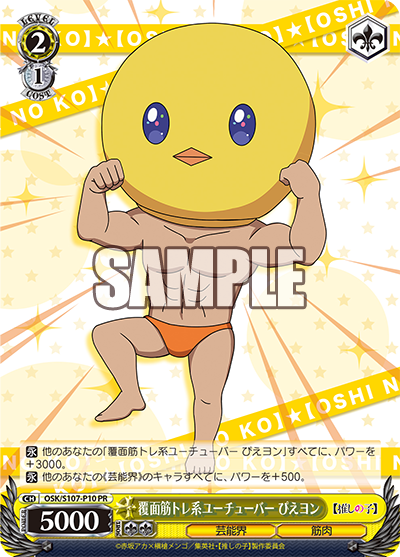 LEVEL
2
1
COST
NO KO】★【OSHI
NO KO】★【OSHI
SAMPLE
【OSHI NO KO】★【OSHI
永 他のあなたの「覆面筋トレ系ユーチューバー ぴえヨン」すべてに、パワーを
+3000。
永 他のあなたの《芸能界》のキャラすべてに、パワーを+500。
CH OSK/S107-P10 PR
覆面筋トレ系ユーチューバー ぴえヨン
【推しの子】
POWER
5000
SOUL
芸能界
筋肉
©赤坂アカ×横槍メンゴ／集英社・【推しの子】製作委員会